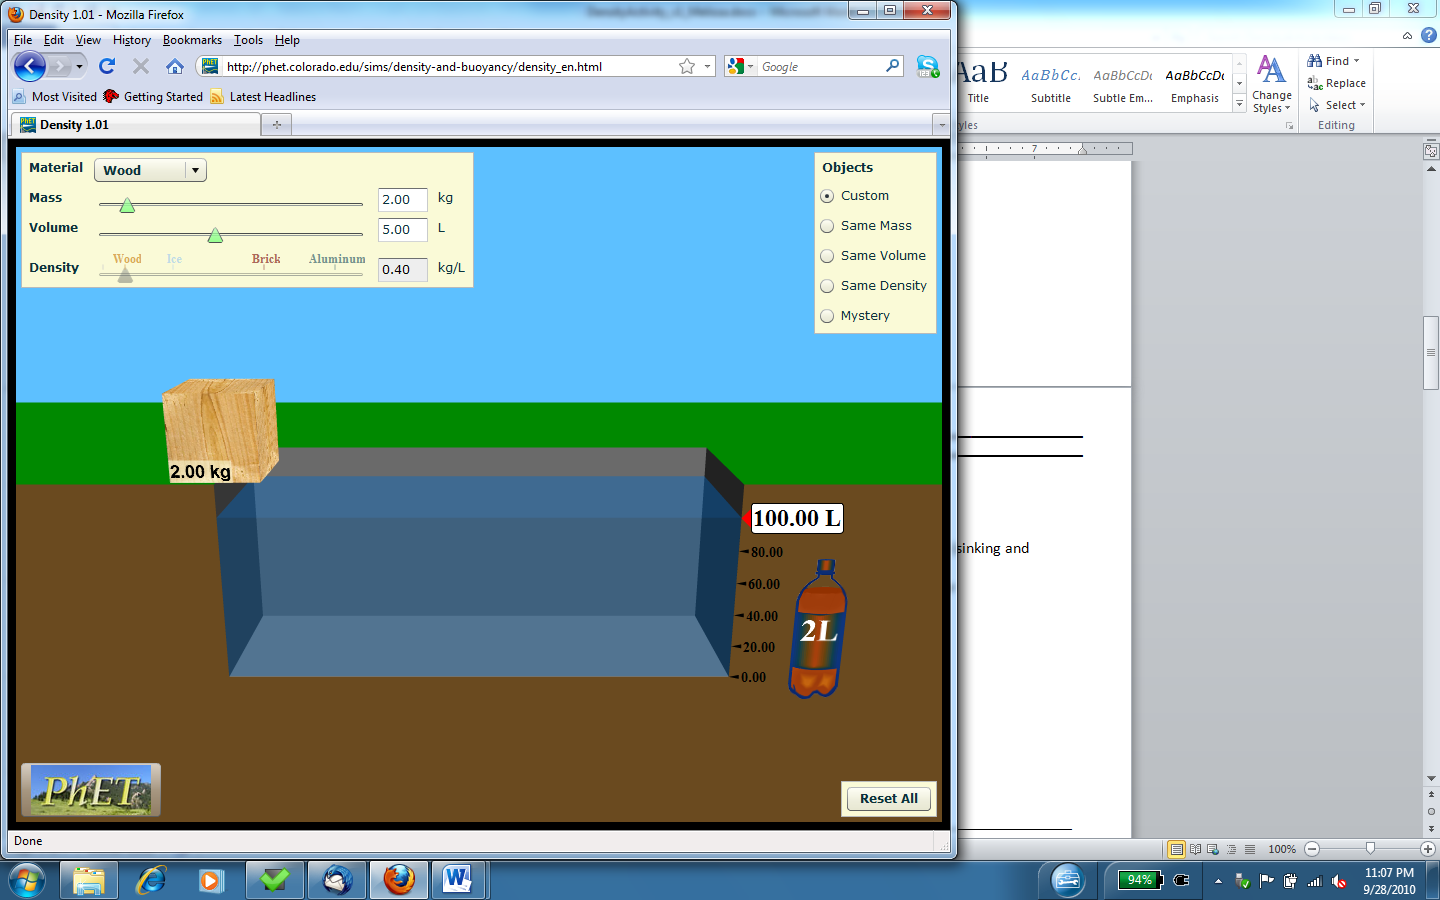 Density 1.01 - Mozilla Firefox
File Edit View History Bookmarks Tools Help
http://phet.colorado.edu/sims/density-and-buoyancy/density_en.html
Google
Most Visited Getting Started Latest Headlines
Density 1.01
Material Wood
Mass 2.00 kg
Volume 5.00 L
Wood Ice Brick Aluminum
Density 0.40 kg/L
Objects
Custom
Same Mass
Same Volume
Same Density
Mystery
2.00 kg
100.00 L
80.00
60.00
40.00
20.00
0.00
2L
PhET
Reset All
Done
AaB AaBbCc AaBbCcDc AaBbCcDc
Title Subtitle Subtle Em... Emphasis
Change
Styles
Find
Replace
Select
Editing
yles
7
sinking and
100%
94%
11:07 PM
9/28/2010